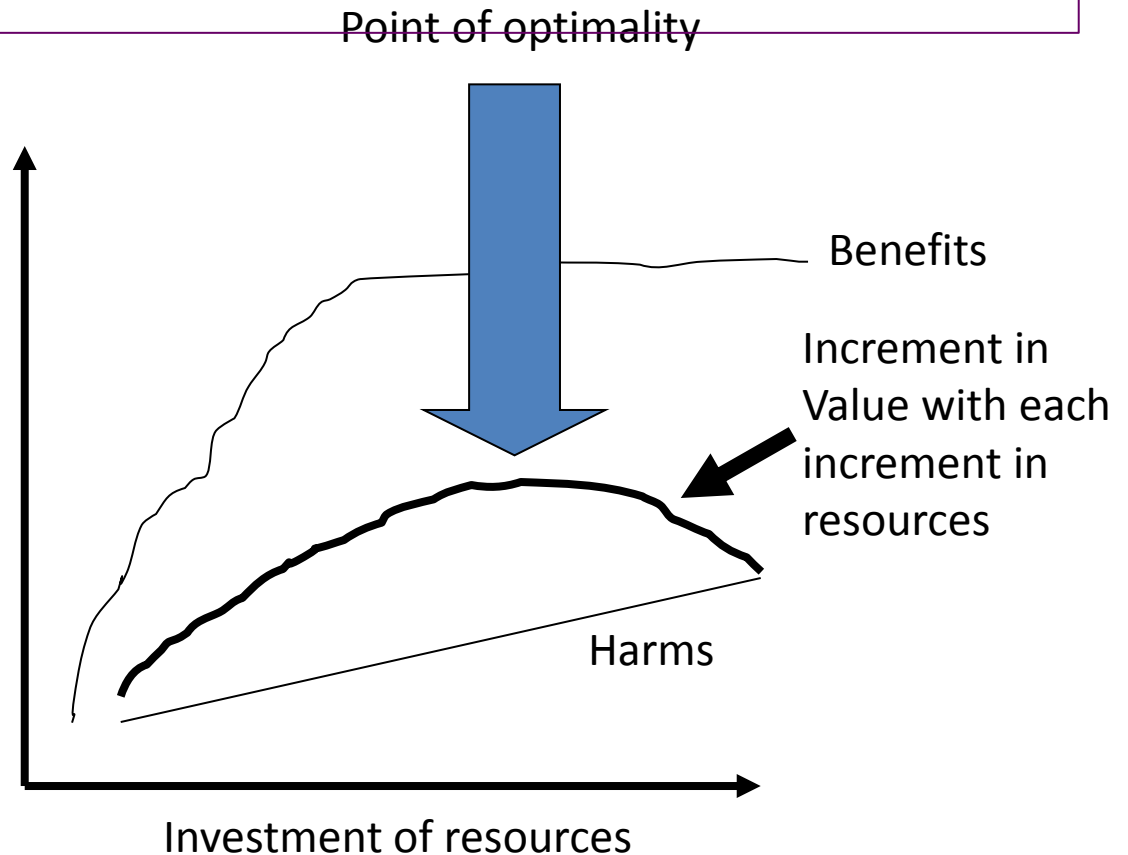 Point of optimality
Benefits
Increment in
Value with each
increment in
resources
Harms
Investment of resources